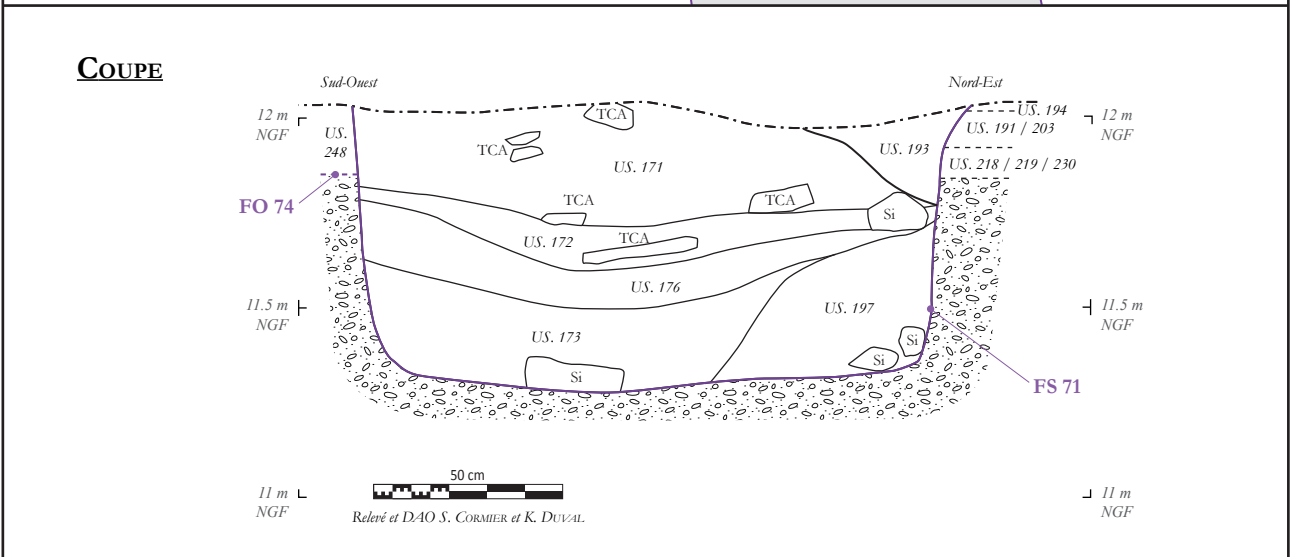 COUPE
Sud-Ouest
Nord-Est
12 m
NGF
US.
248
TCA
TCA
US. 171
US. 193
US. 194
US. 191 / 203
US. 218 / 219 / 230
12 m
NGF
FO 74
TCA
TCA
Si
US. 172
TCA
US. 176
11.5 m
NGF
US. 197
11.5 m
NGF
US. 173
Si
Si
Si
FS 71
50 cm
11 m
NGF
11 m
NGF
Relevé et DAO S. CORMIER et K. DUVAL